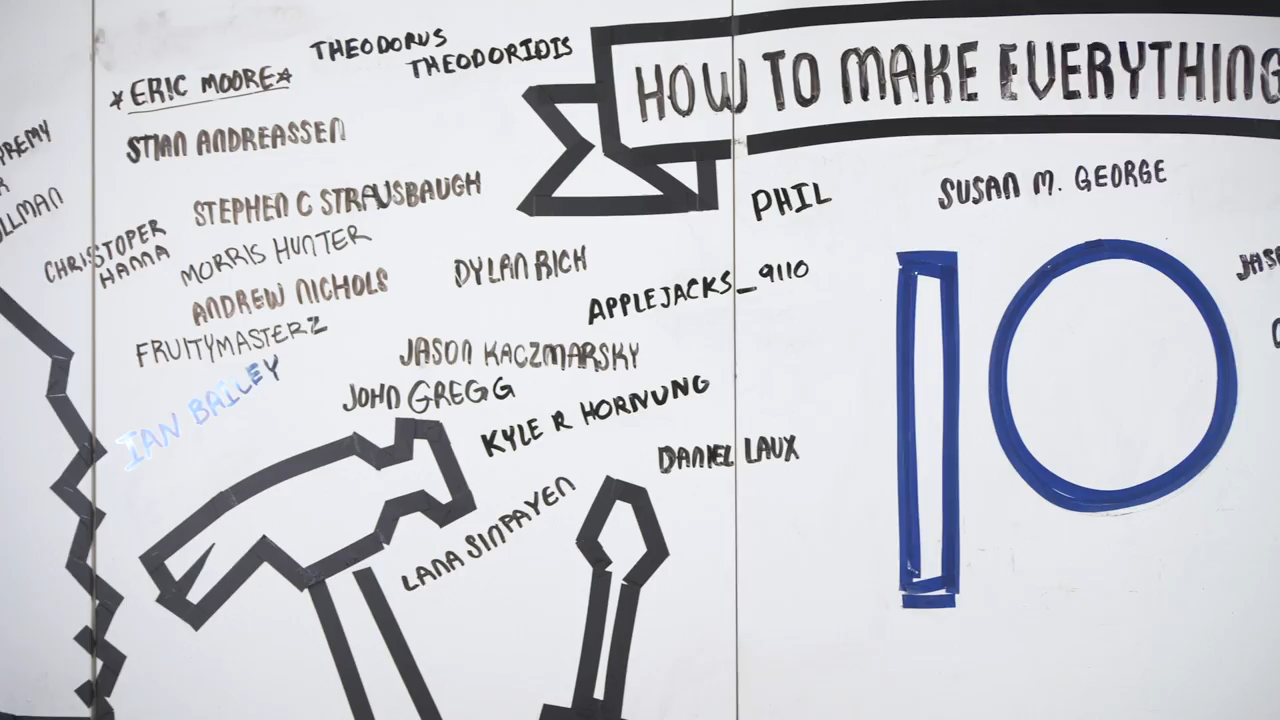 THEODORUS
THEODORIDIS
*ERIC MOORE*
HOW TO MAKE EVERYTHING
STIAN ANDREASSEN
STEPHEN C STRAUSBAUGH
PHIL
SUSAN M. GEORGE
CHRISTOPER
HANNA
MORRIS HUNTER
ANDREW NICHOLS
DYLAN RICH
APPLEJACKS_9110
FRUITYMASTERZ
JASON KACZMARSKY
IAN BAILEY
JOHN GREGG
KYLE R HORNUNG
DANIEL LAUX
LANA SINPAYEN
10